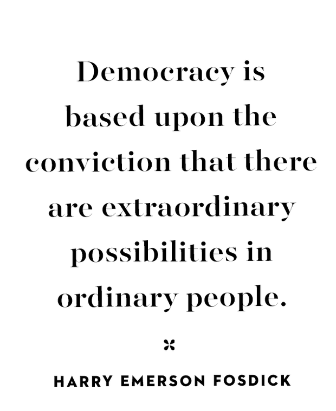 Democracy is
based upon the
conviction that there
are extraordinary
possibilities in
ordinary people.
HARRY EMERSON FOSDICK